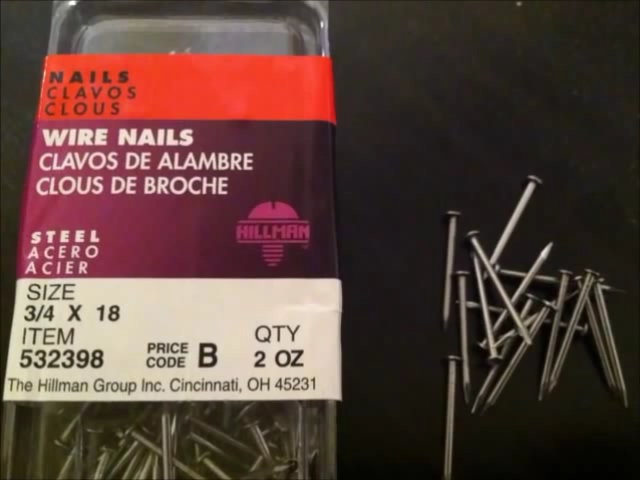 NAILS
CLAVOS
CLOUS
WIRE NAILS
CLAVOS DE ALAMBRE
CLOUS DE BROCHE
HILLMAN
STEEL
ACERO
ACIER
SIZE
3/4 X 18
ITEM
532398
PRICE CODE B
QTY
2 OZ
The Hillman Group Inc. Cincinnati, OH 45231